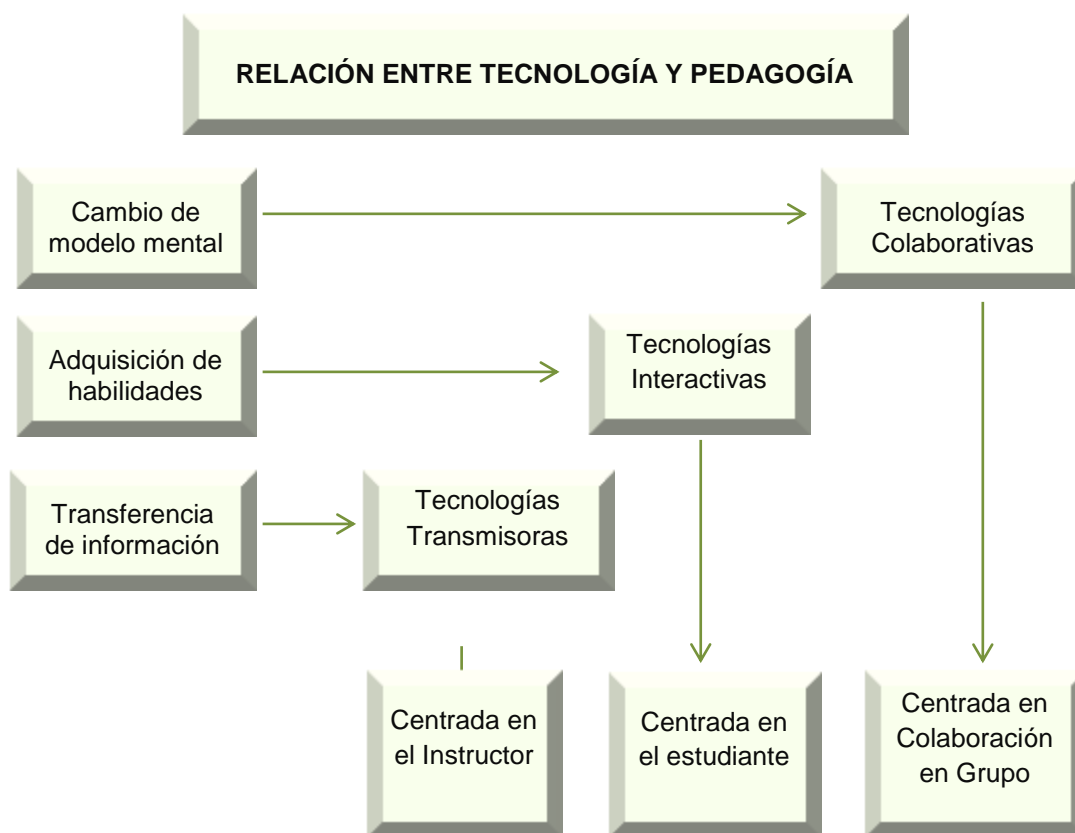 RELACIÓN ENTRE TECNOLOGÍA Y PEDAGOGÍA
Cambio de
modelo mental
Tecnologías
Colaborativas
Adquisición de
habilidades
Tecnologías
Interactivas
Transferencia
de información
Tecnologías
Transmisoras
Centrada en
el Instructor
Centrada en
el estudiante
Centrada en
Colaboración
en Grupo